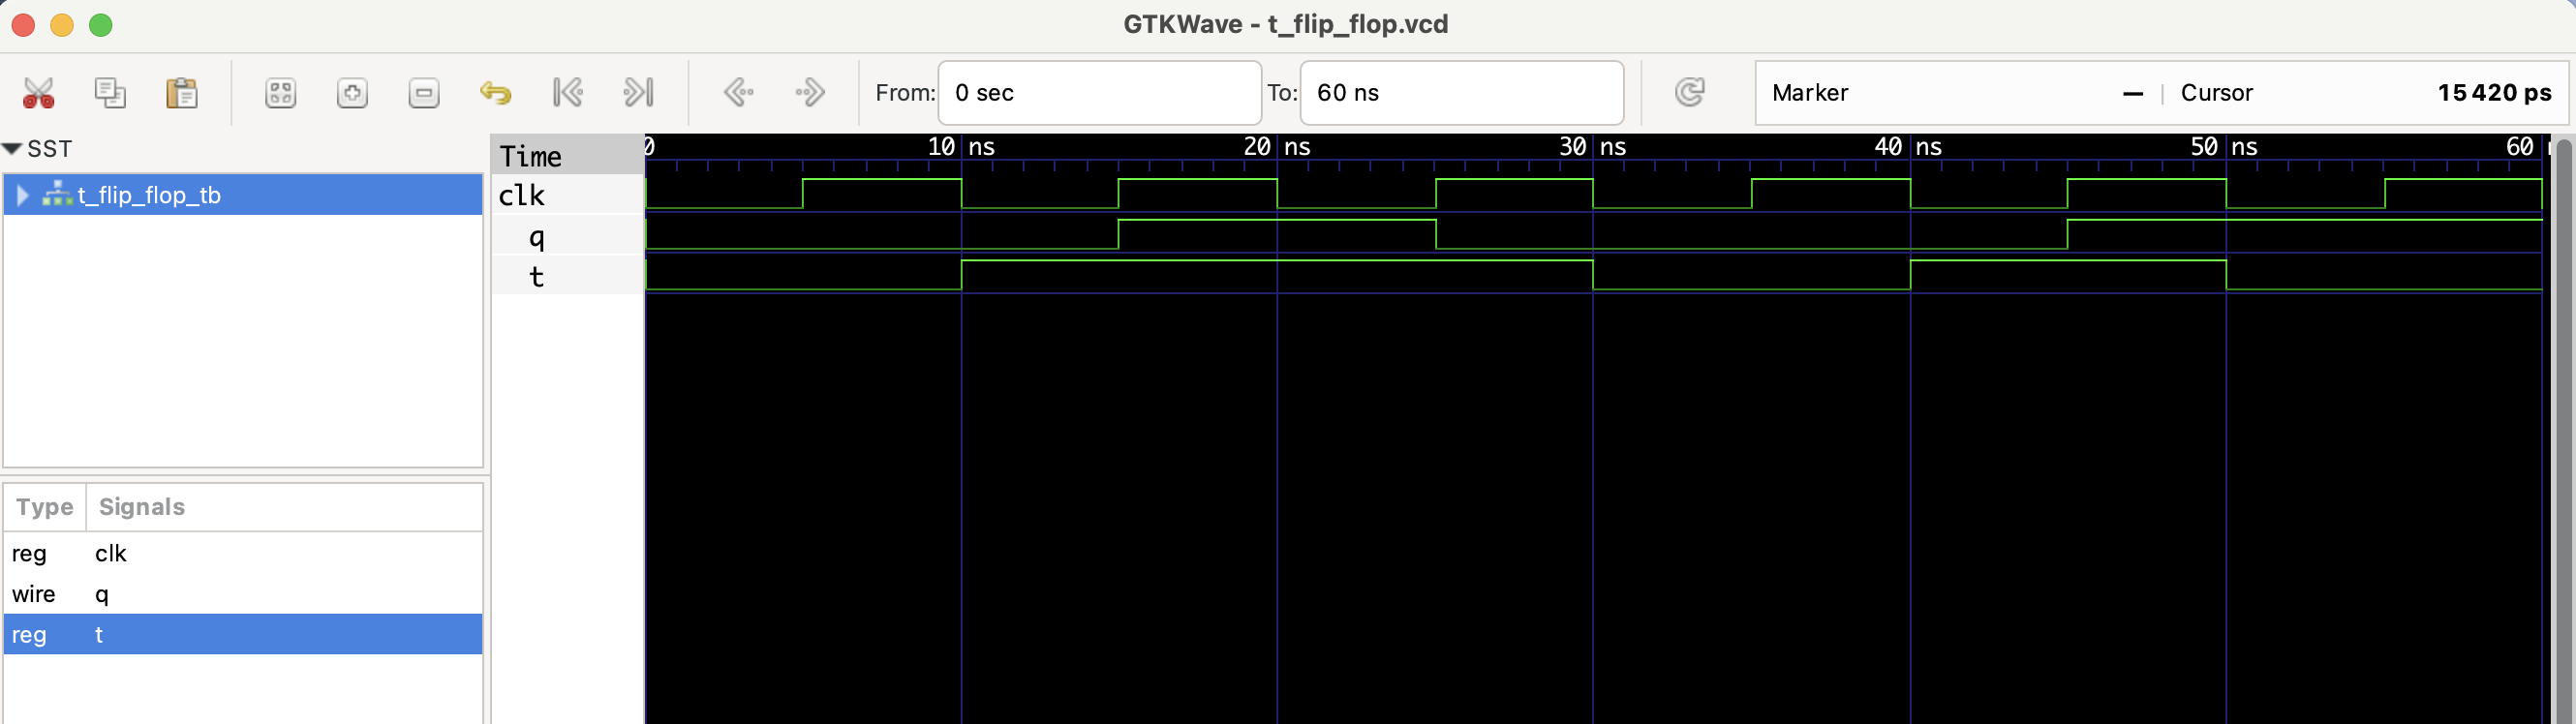 GTKWave - t_flip_flop.vcd
From: 0 sec To: 60 ns Marker — | Cursor 15 420 ps
SST
t_flip_flop_tb
Type Signals
reg clk
wire q
reg t
Time
clk
q
t
0 10 ns 20 ns 30 ns 40 ns 50 ns 60